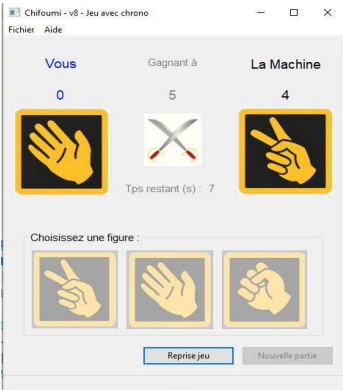 Chifoumi - v8 - Jeu avec chrono
Fichier Aide
Vous Gagnant à La Machine
0 5 4
Tps restant (s) : 7
Choisissez une figure :
Reprise jeu Nouvelle partie